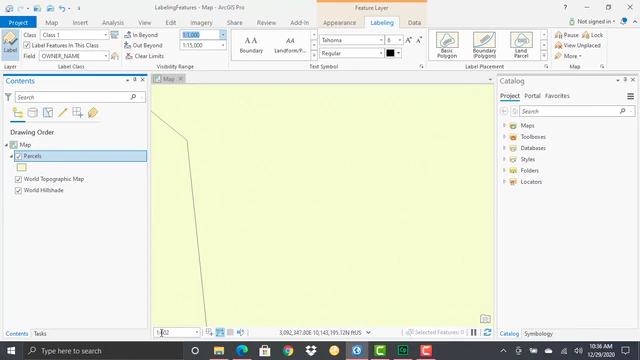 LabelingFeatures - Map - ArcGIS Pro
Feature Layer
Not signed in
Project Map Insert Analysis View Edit Imagery Share Add-In Appearance Labeling Data
Label
Class Class 1
Label Features In This Class
Field OWNER_NAME
In Beyond 1:1,000
Out Beyond 1:15,000
Clear Limits
A A
Boundary
AA
Landform/P...
Tahoma 8
Regular
Basic Polygon
Boundary (Polygon)
Land Parcel
Pause Lock
View Unplaced
More
Layer Label Class Visibility Range Text Symbol Label Placement Map
Contents
Search
Drawing Order
Map
Parcels
World Topographic Map
World Hillshade
Contents Tasks
Map
3,092,347.80E 10,143,195.12N ftUS
Selected Features: 0
Catalog
Project Portal Favorites
Search
Maps
Toolboxes
Databases
Styles
Folders
Locators
Catalog Symbology
Type here to search
10:36 AM
12/29/2020